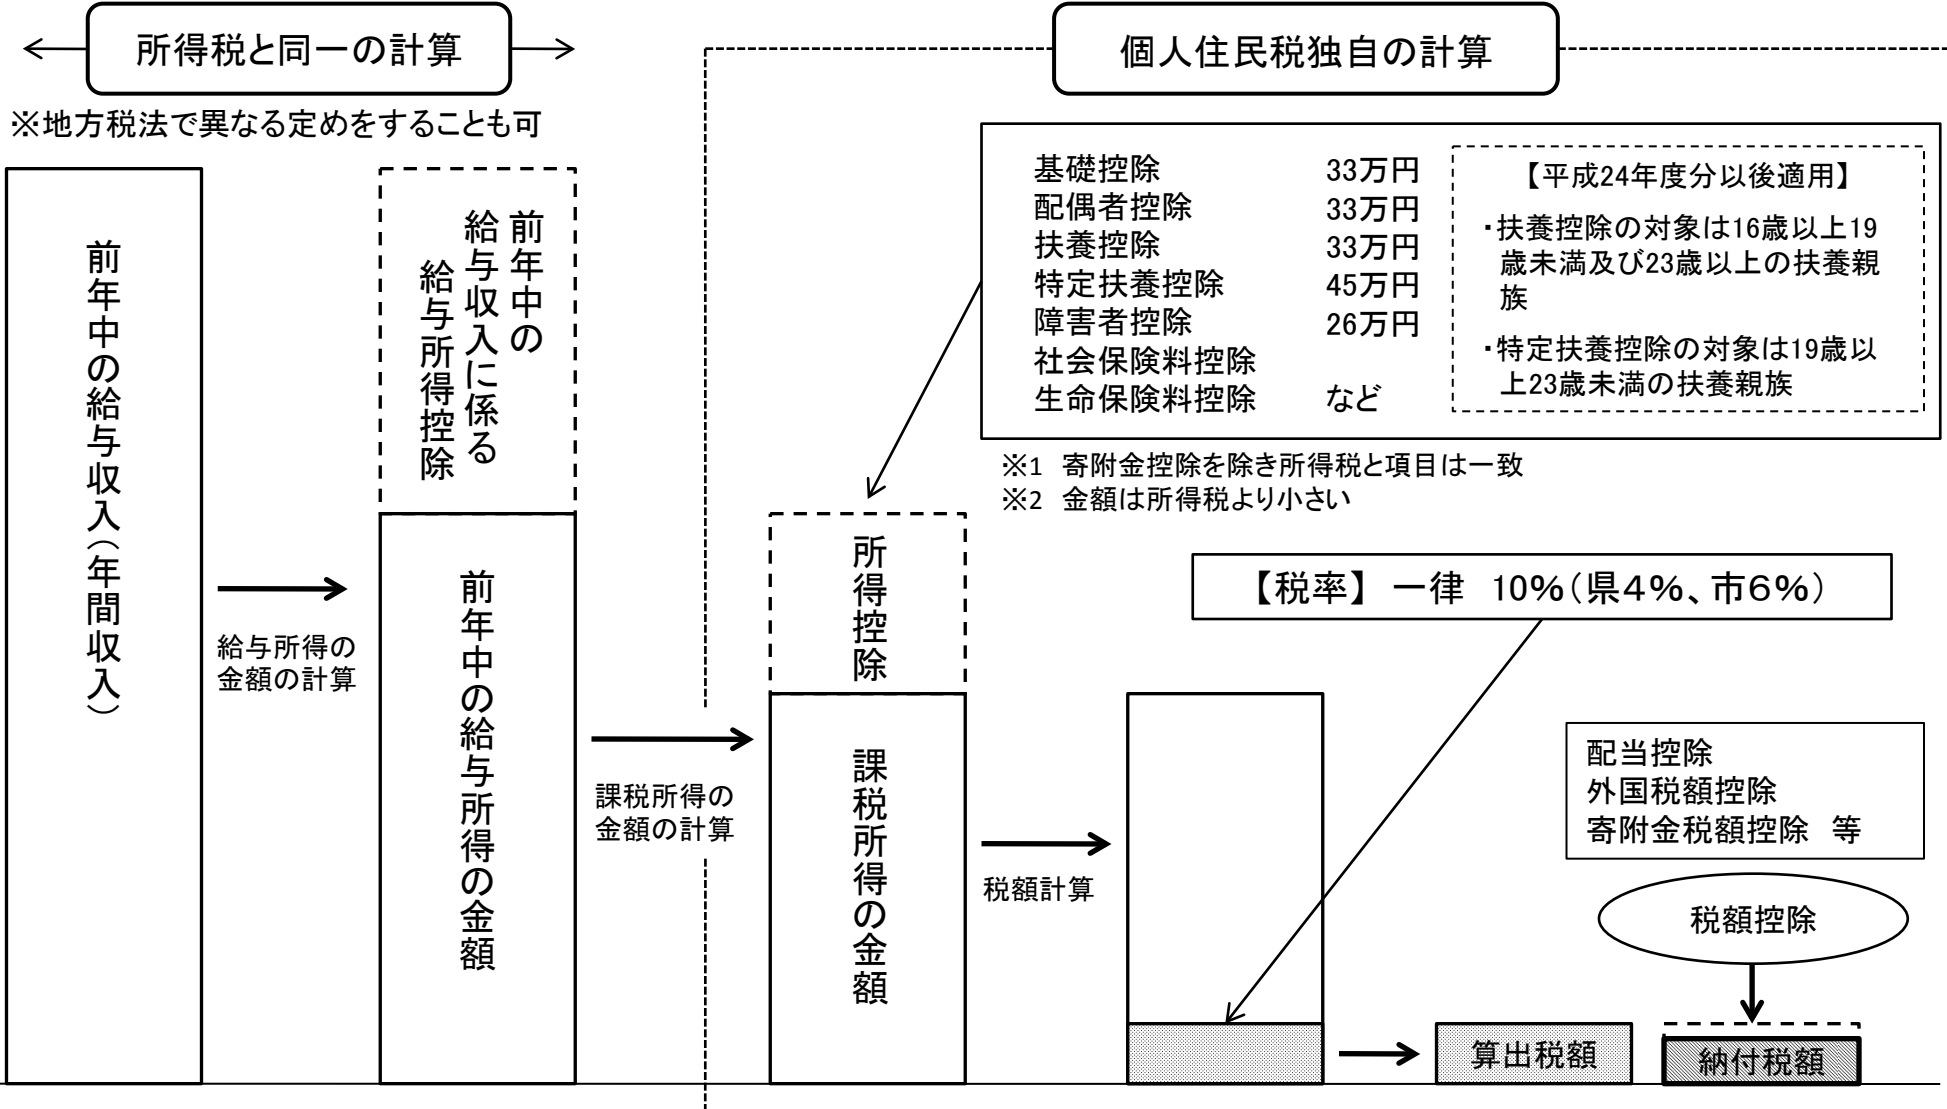 所得税と同一の計算
個人住民税独自の計算
※地方税法で異なる定めをすることも可
前年中の給与収入（年間収入）
給与所得の
金額の計算
前年中の
給与収入に係る
給与所得控除
前年中の給与所得の金額
課税所得の
金額の計算
基礎控除 33万円
配偶者控除 33万円
扶養控除 33万円
特定扶養控除 45万円
障害者控除 26万円
社会保険料控除
生命保険料控除 など
【平成24年度分以後適用】
・扶養控除の対象は16歳以上19
歳未満及び23歳以上の扶養親
族
・特定扶養控除の対象は19歳以
上23歳未満の扶養親族
※1 寄附金控除を除き所得税と項目は一致
※2 金額は所得税より小さい
所得控除
課税所得の金額
税額計算
【税率】 一律 10%（県4%、市6%）
配当控除
外国税額控除
寄附金税額控除 等
税額控除
算出税額
納付税額